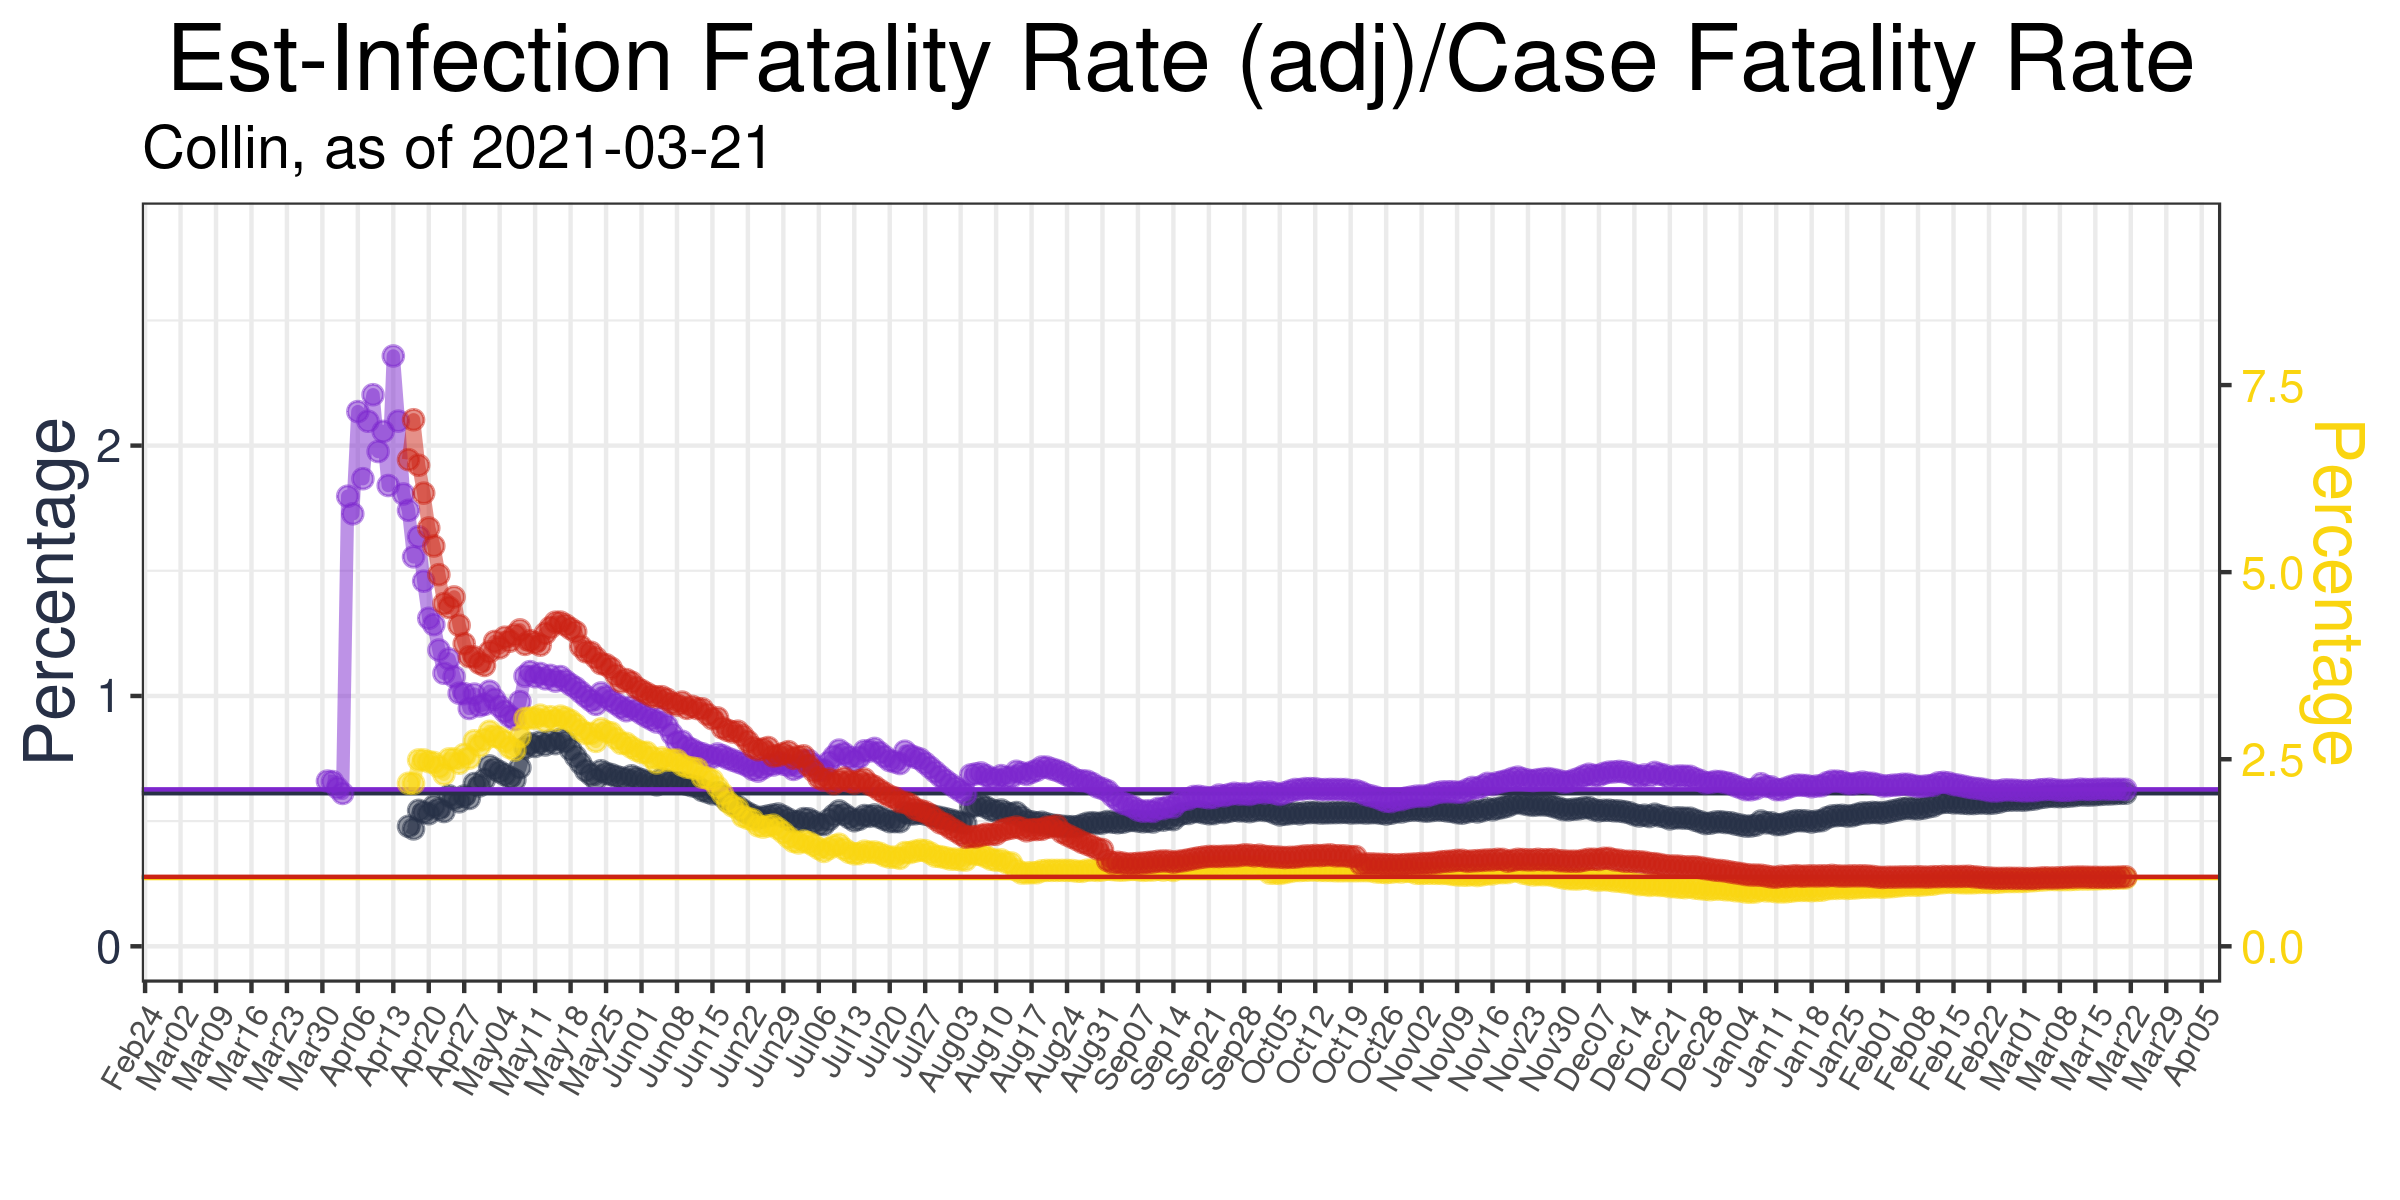 Est-Infection Fatality Rate (adj)/Case Fatality Rate
Collin, as of 2021-03-21
Percentage
2
1
0
7.5
5.0
2.5
0.0
Percentage
Feb24
Mar02
Mar09
Mar16
Mar23
Mar30
Apr06
Apr13
Apr20
Apr27
May04
May11
May18
May25
Jun01
Jun08
Jun15
Jun22
Jun29
Jul06
Jul13
Jul20
Jul27
Aug03
Aug10
Aug17
Aug24
Aug31
Sep07
Sep14
Sep21
Sep28
Oct05
Oct12
Oct19
Oct26
Nov02
Nov09
Nov16
Nov23
Nov30
Dec07
Dec14
Dec21
Dec28
Jan04
Jan11
Jan18
Jan25
Feb01
Feb08
Feb15
Feb22
Mar01
Mar08
Mar15
Mar22
Mar29
Apr05